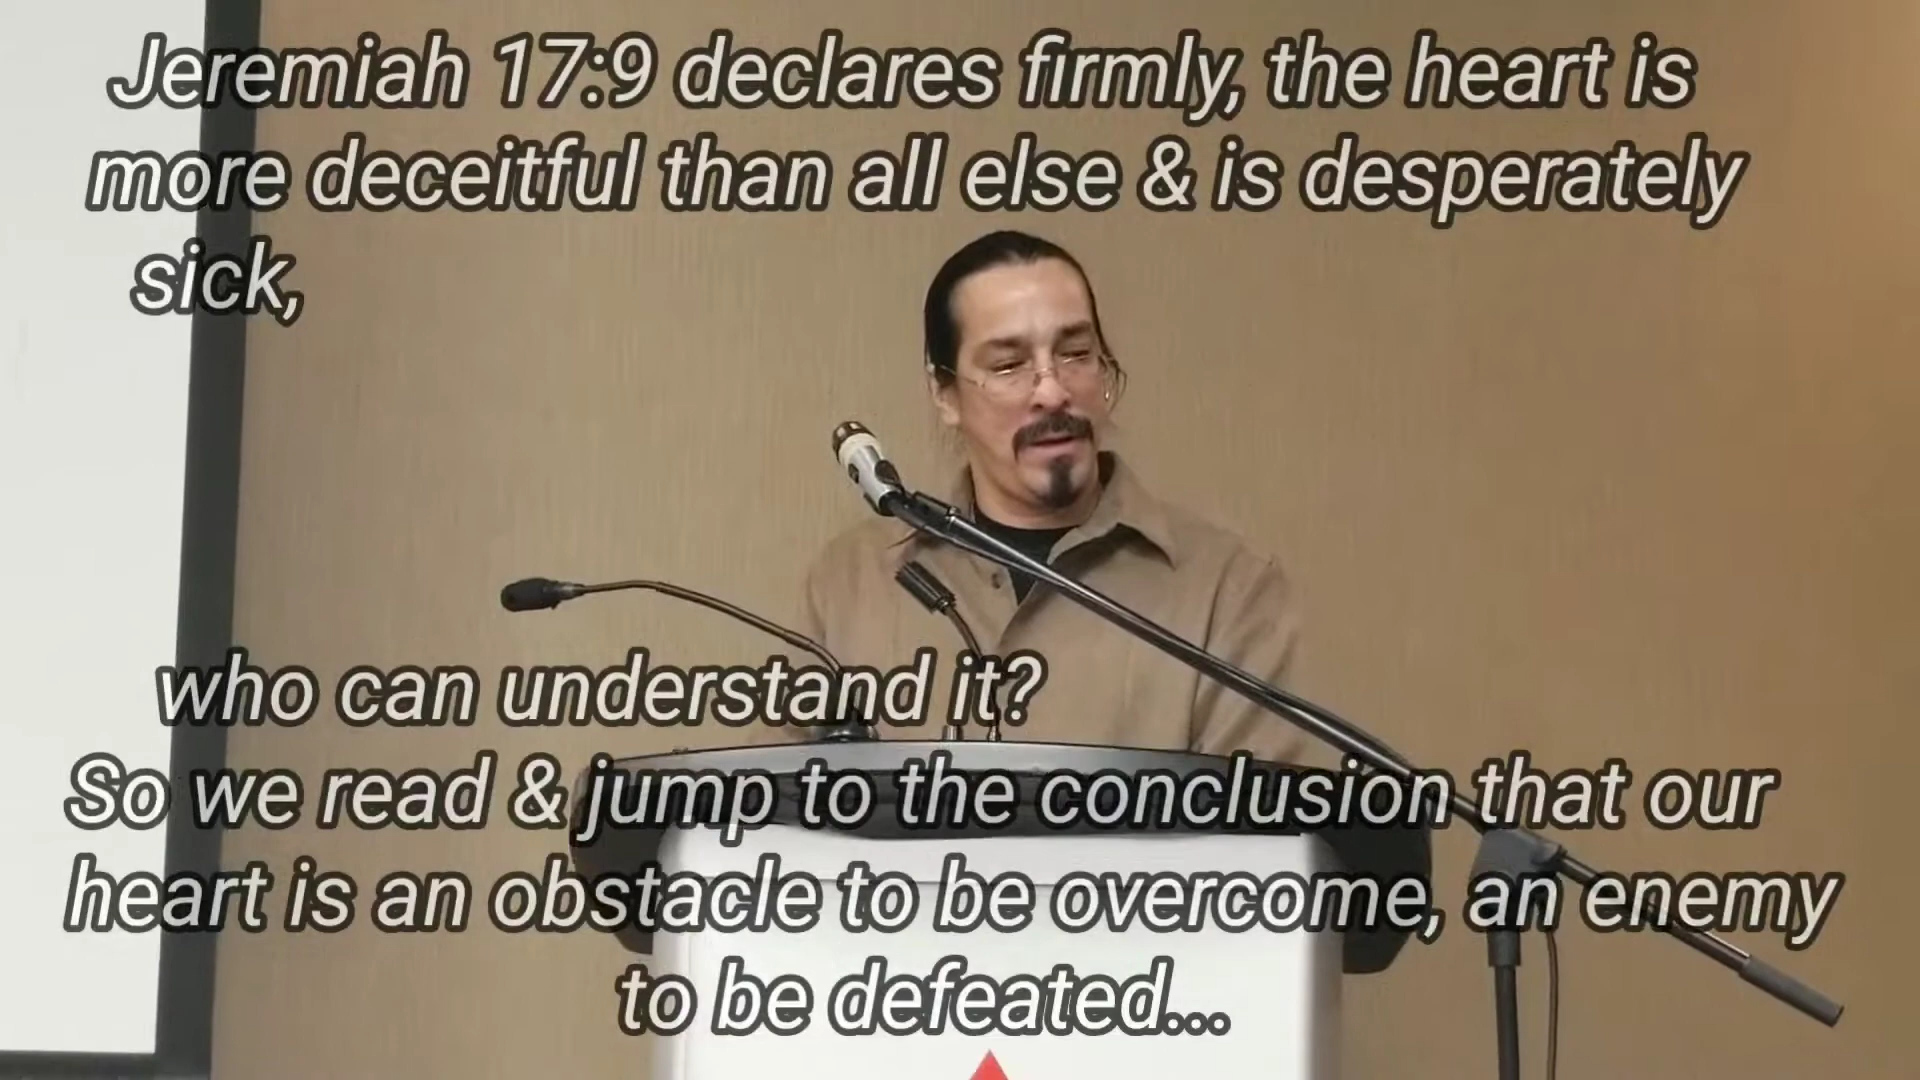 Jeremiah 17:9 declares firmly, the heart is
more deceitful than all else & is desperately
sick,
who can understand it?
So we read & jump to the conclusion that our
heart is an obstacle to be overcome, an enemy
to be defeated...